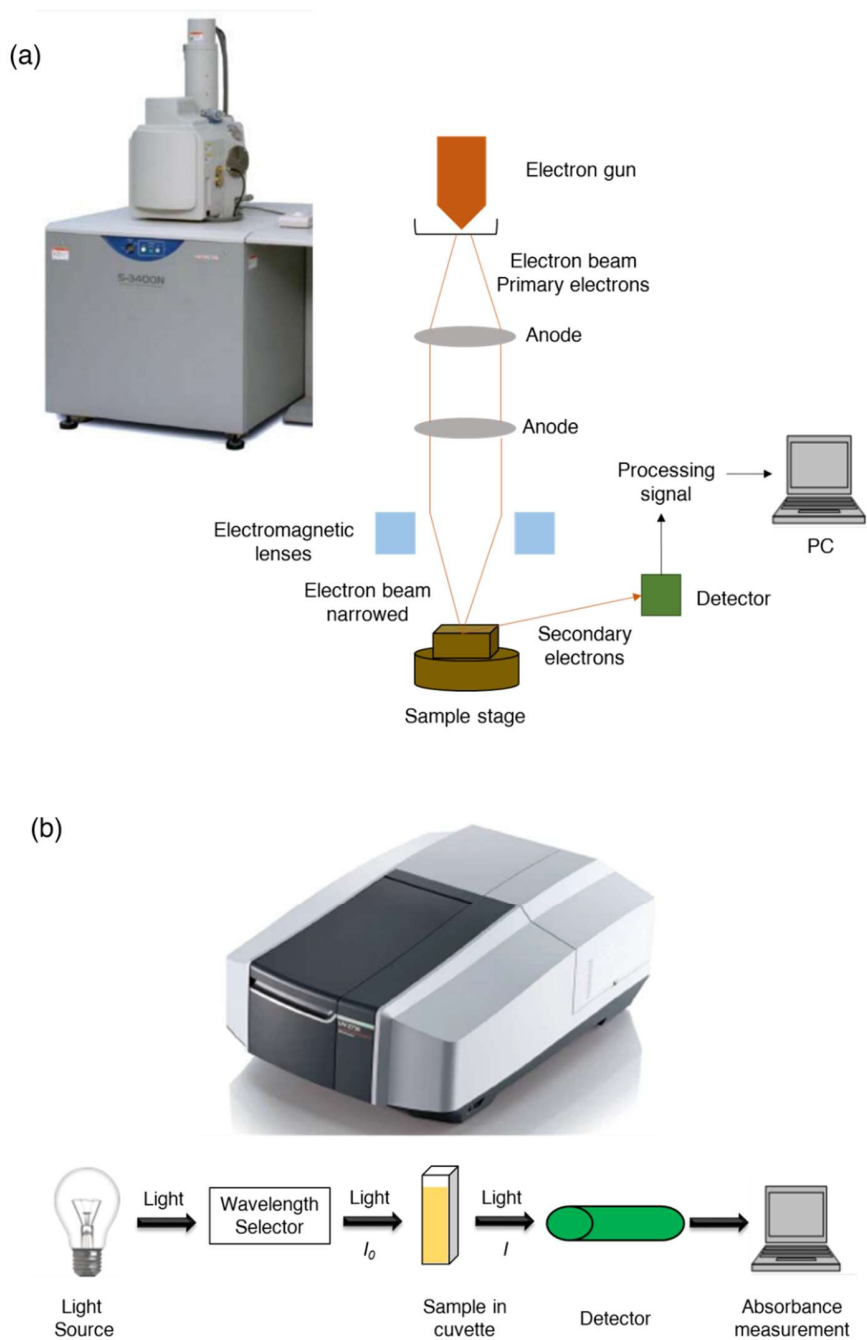 (a)
S-3400N
Electron gun
Electron beam
Primary electrons
Anode
Anode
Processing
signal
PC
Electromagnetic
lenses
Electron beam
narrowed
Detector
Secondary
electrons
Sample stage
(b)
Light
Wavelength
Selector
Light
I₀
Light
I
Light
Source
Sample in
cuvette
Detector
Absorbance
measurement